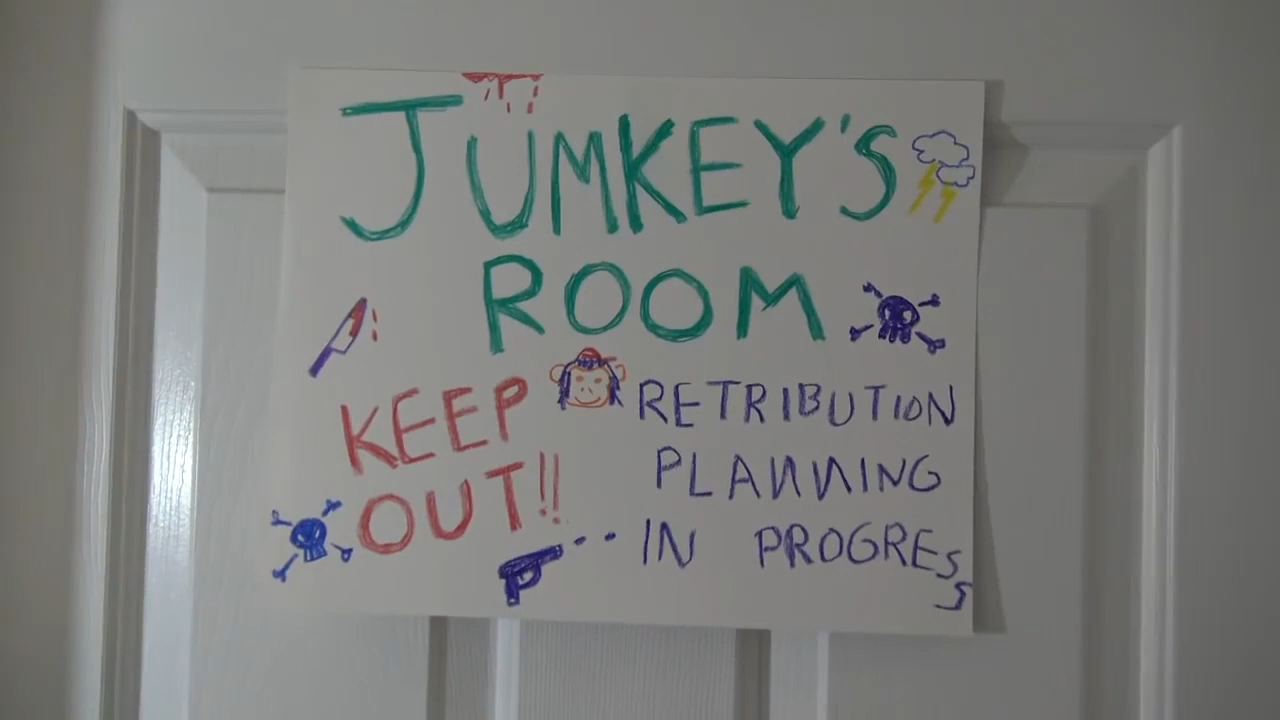 JUMKEY'S
ROOM
KEEP
OUT!!
RETRIBUTION
PLANNING
IN PROGRESS